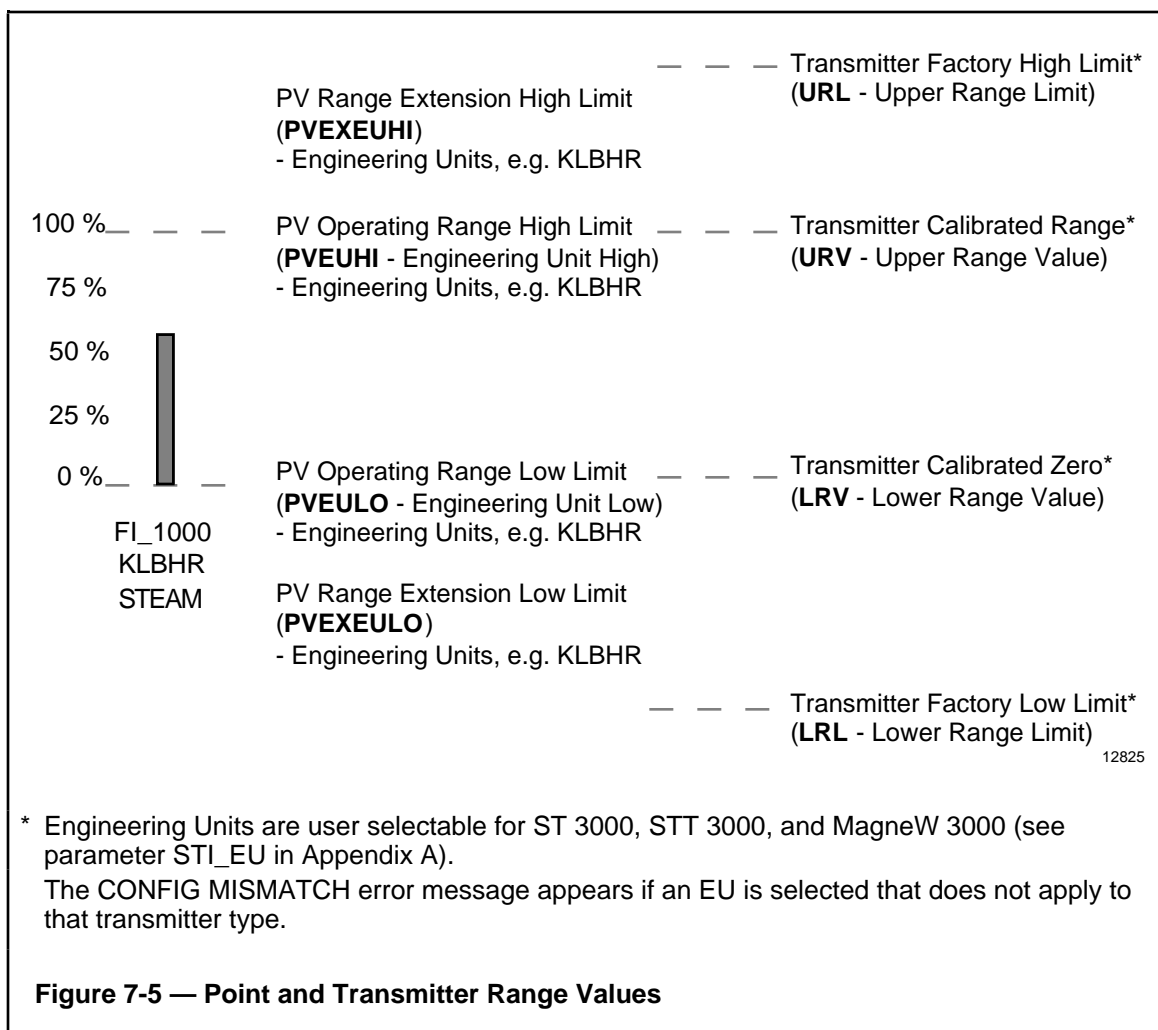 Transmitter Factory High Limit*
(URL - Upper Range Limit)
PV Range Extension High Limit
(PVEXEUHI)
- Engineering Units, e.g. KLBHR
100 %
75 %
50 %
25 %
0 %
FI_1000
KLBHR
STEAM
PV Operating Range High Limit
(PVEUHI - Engineering Unit High)
- Engineering Units, e.g. KLBHR
Transmitter Calibrated Range*
(URV - Upper Range Value)
PV Operating Range Low Limit
(PVEULO - Engineering Unit Low)
- Engineering Units, e.g. KLBHR
Transmitter Calibrated Zero*
(LRV - Lower Range Value)
PV Range Extension Low Limit
(PVEXEULO)
- Engineering Units, e.g. KLBHR
Transmitter Factory Low Limit*
(LRL - Lower Range Limit)
12825
* Engineering Units are user selectable for ST 3000, STT 3000, and MagneW 3000 (see
parameter STI_EU in Appendix A).
The CONFIG MISMATCH error message appears if an EU is selected that does not apply to
that transmitter type.
Figure 7-5 — Point and Transmitter Range Values